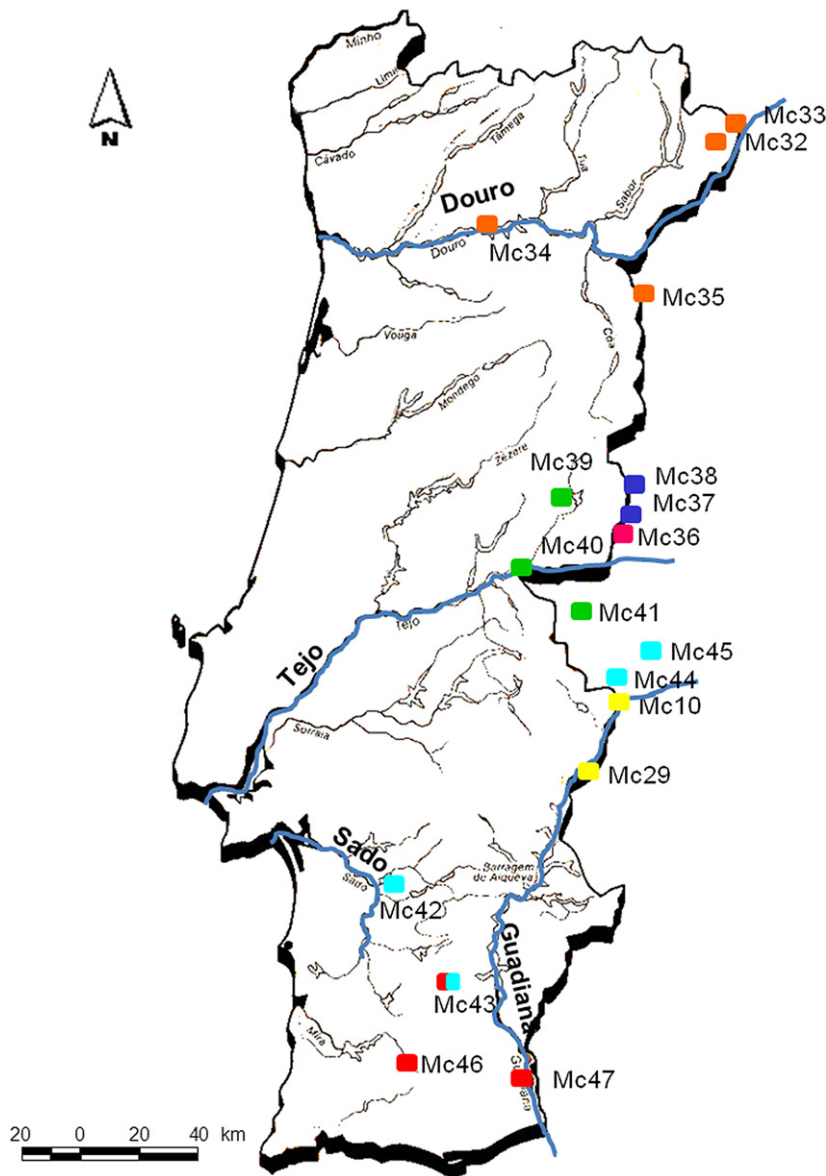 Minho
Lima
N
Cávado
Tâmega
Tua
Sabor
Mc33
Mc32
Douro
Douro
Mc34
Mc35
Vouga
Côa
Mondego
Zêzere
Mc39
Mc38
Mc37
Mc36
Mc40
Tejo
Tejo
Mc41
Mc45
Mc44
Mc10
Sorraia
Mc29
Sado
Sado
Barragem
de Alqueva
Mc42
Guadiana
Mc43
Mira
Mc46
Mc47
20 0 20 40 km